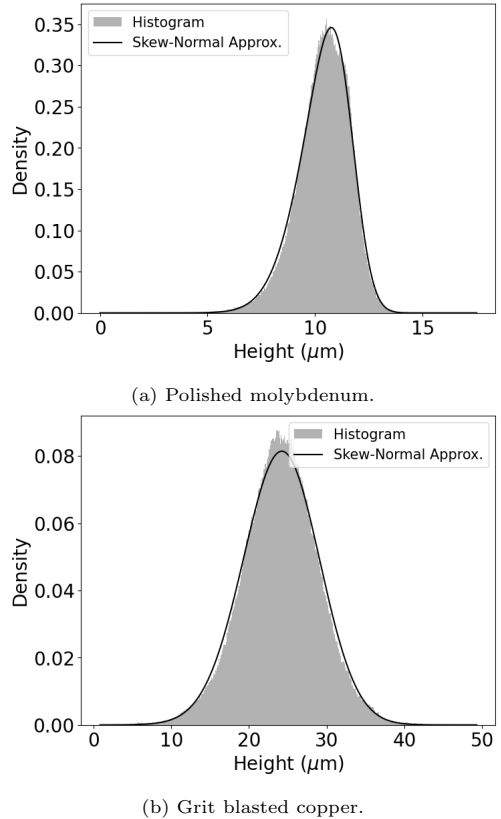 0.35
0.30
0.25
0.20
0.15
0.10
0.05
0.00
Density
Histogram
Skew-Normal Approx.
0 5 10 15
Height (μm)
(a) Polished molybdenum.
0.08
0.06
0.04
0.02
0.00
Density
Histogram
Skew-Normal Approx.
0 10 20 30 40 50
Height (μm)
(b) Grit blasted copper.